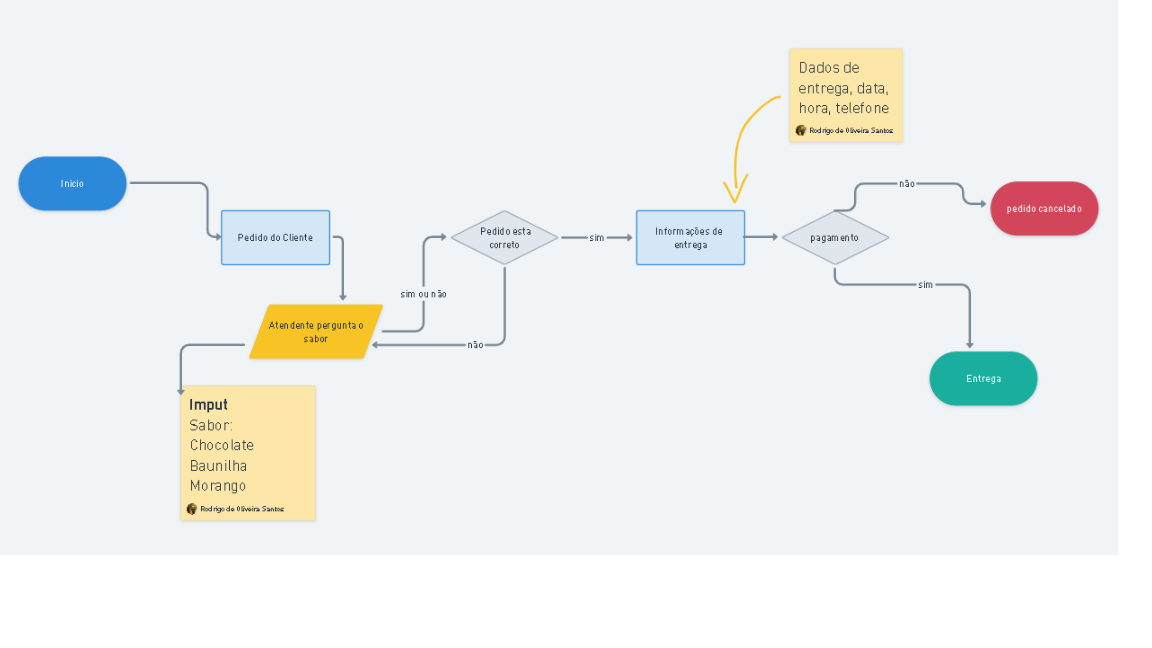 Dados de
entrega, data,
hora, telefone
Rodrigo de Oliveira Santos
Inicio
não
pedido cancelado
Pedido do Cliente
Pedido esta
correto
sim
Informações de
entrega
pagamento
sim ou não
sim
Atendente pergunta o
sabor
não
Entrega
Imput
Sabor:
Chocolate
Baunilha
Morango
Rodrigo de Oliveira Santos